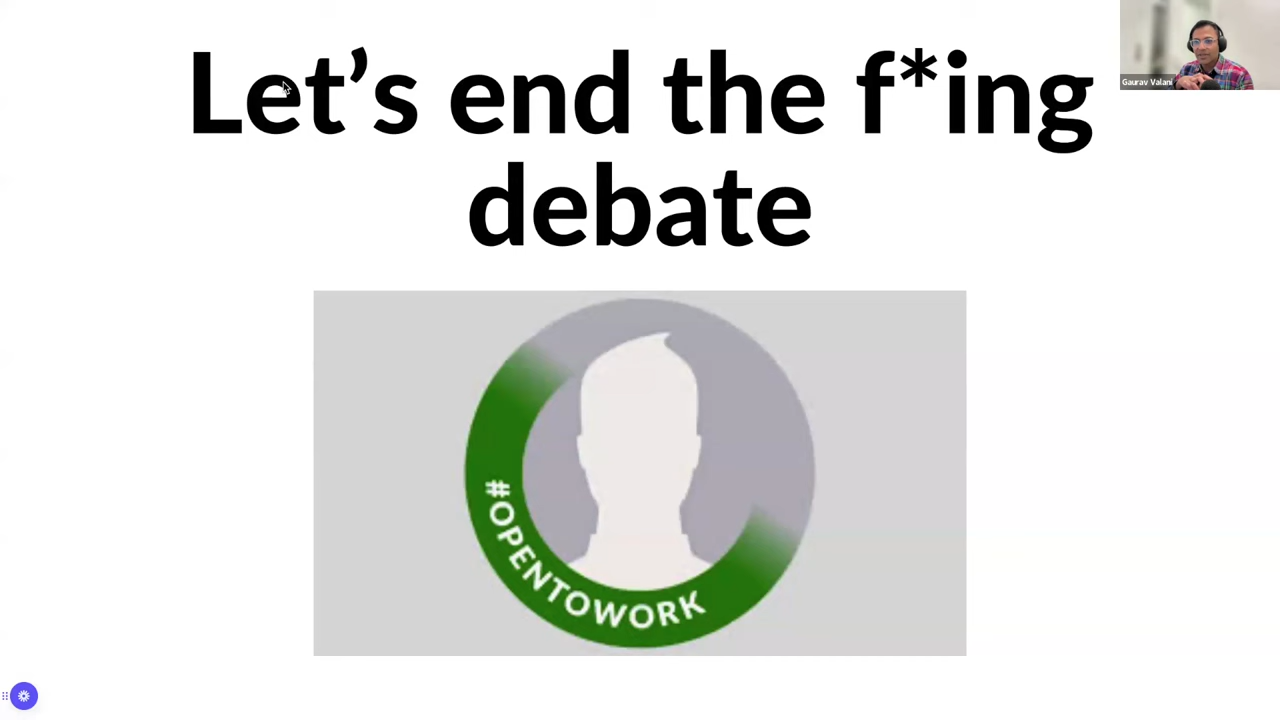 Let’s end the f*ing
debate
Gaurav Valani
#OPENTOWORK